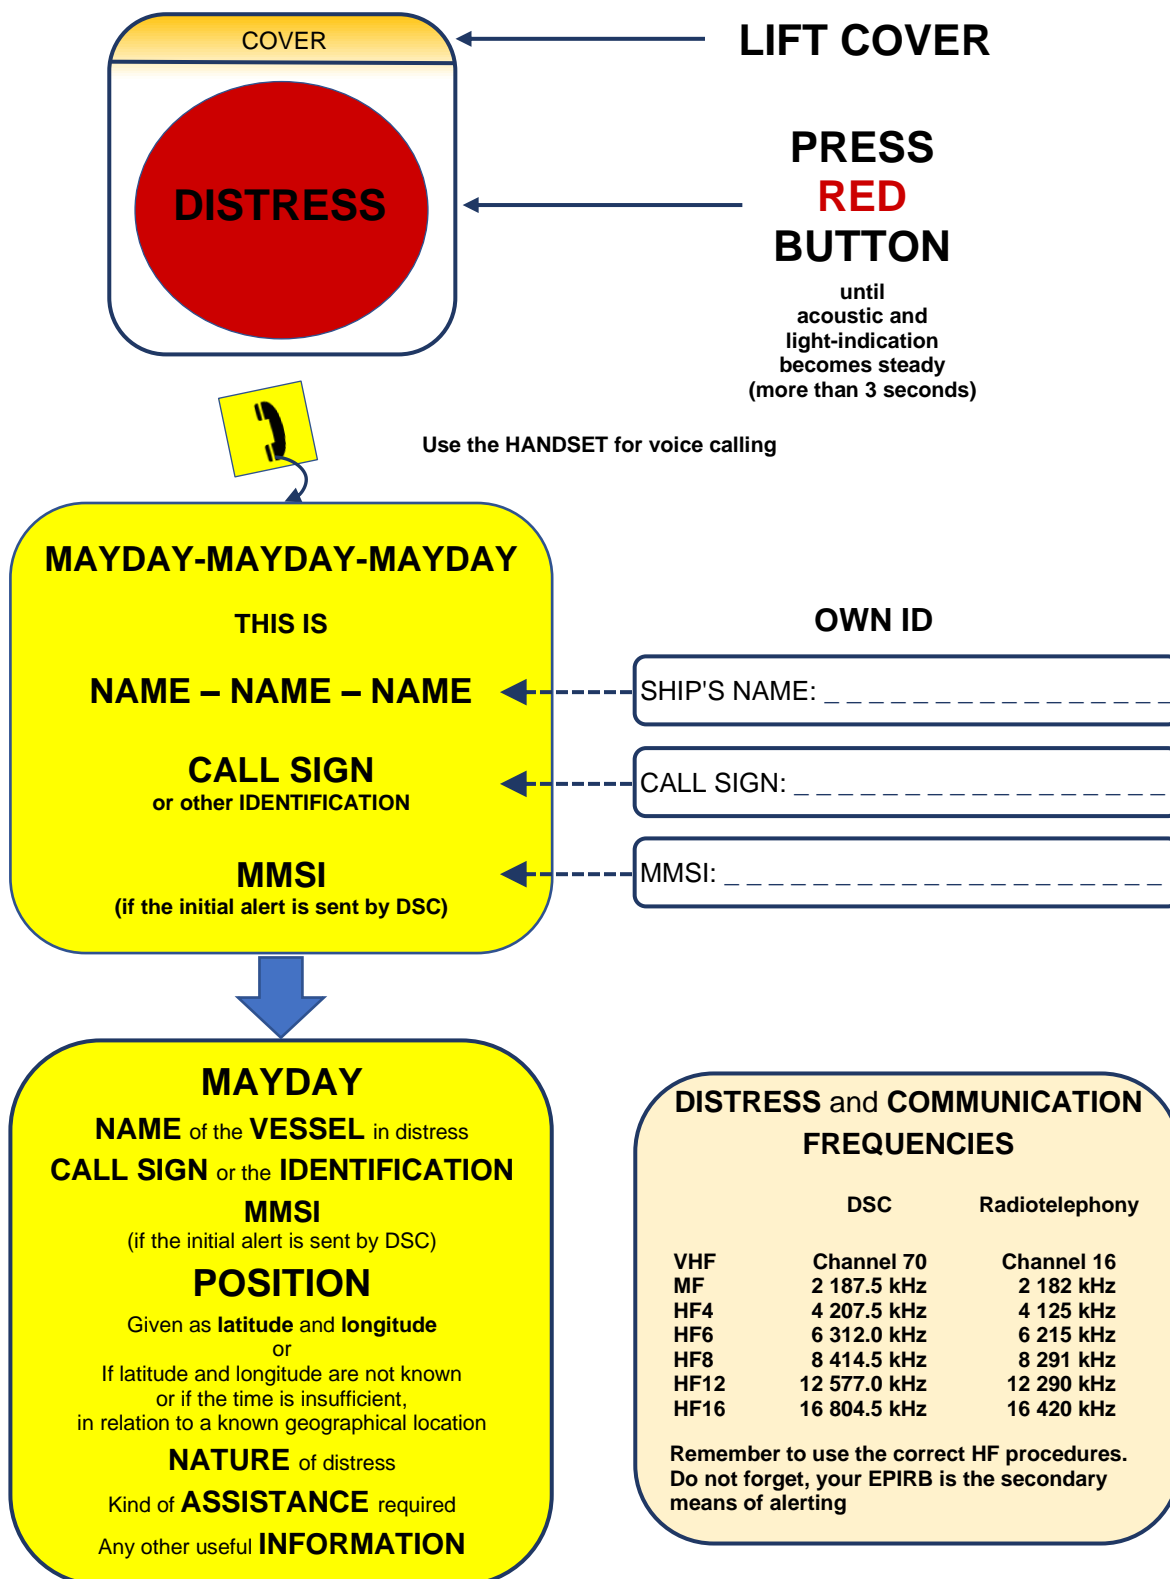 COVER
LIFT COVER
DISTRESS
PRESS
RED
BUTTON
until
acoustic and
light-indication
becomes steady
(more than 3 seconds)
Use the HANDSET for voice calling
MAYDAY-MAYDAY-MAYDAY
THIS IS
NAME – NAME – NAME
CALL SIGN
or other IDENTIFICATION
MMSI
(if the initial alert is sent by DSC)
OWN ID
SHIP'S NAME: _ _ _ _ _ _ _ _ _ _ _ _ _ _ _ _
CALL SIGN: _ _ _ _ _ _ _ _ _ _ _ _ _ _ _ _ _
MMSI: _ _ _ _ _ _ _ _ _ _ _ _ _ _ _ _ _ _ _ _
MAYDAY
NAME of the VESSEL in distress
CALL SIGN or the IDENTIFICATION
MMSI
(if the initial alert is sent by DSC)
POSITION
Given as latitude and longitude
or
If latitude and longitude are not known
or if the time is insufficient,
in relation to a known geographical location
NATURE of distress
Kind of ASSISTANCE required
Any other useful INFORMATION
DISTRESS and COMMUNICATION
FREQUENCIES
DSC Radiotelephony
VHF Channel 70 Channel 16
MF 2 187.5 kHz 2 182 kHz
HF4 4 207.5 kHz 4 125 kHz
HF6 6 312.0 kHz 6 215 kHz
HF8 8 414.5 kHz 8 291 kHz
HF12 12 577.0 kHz 12 290 kHz
HF16 16 804.5 kHz 16 420 kHz
Remember to use the correct HF procedures.
Do not forget, your EPIRB is the secondary
means of alerting